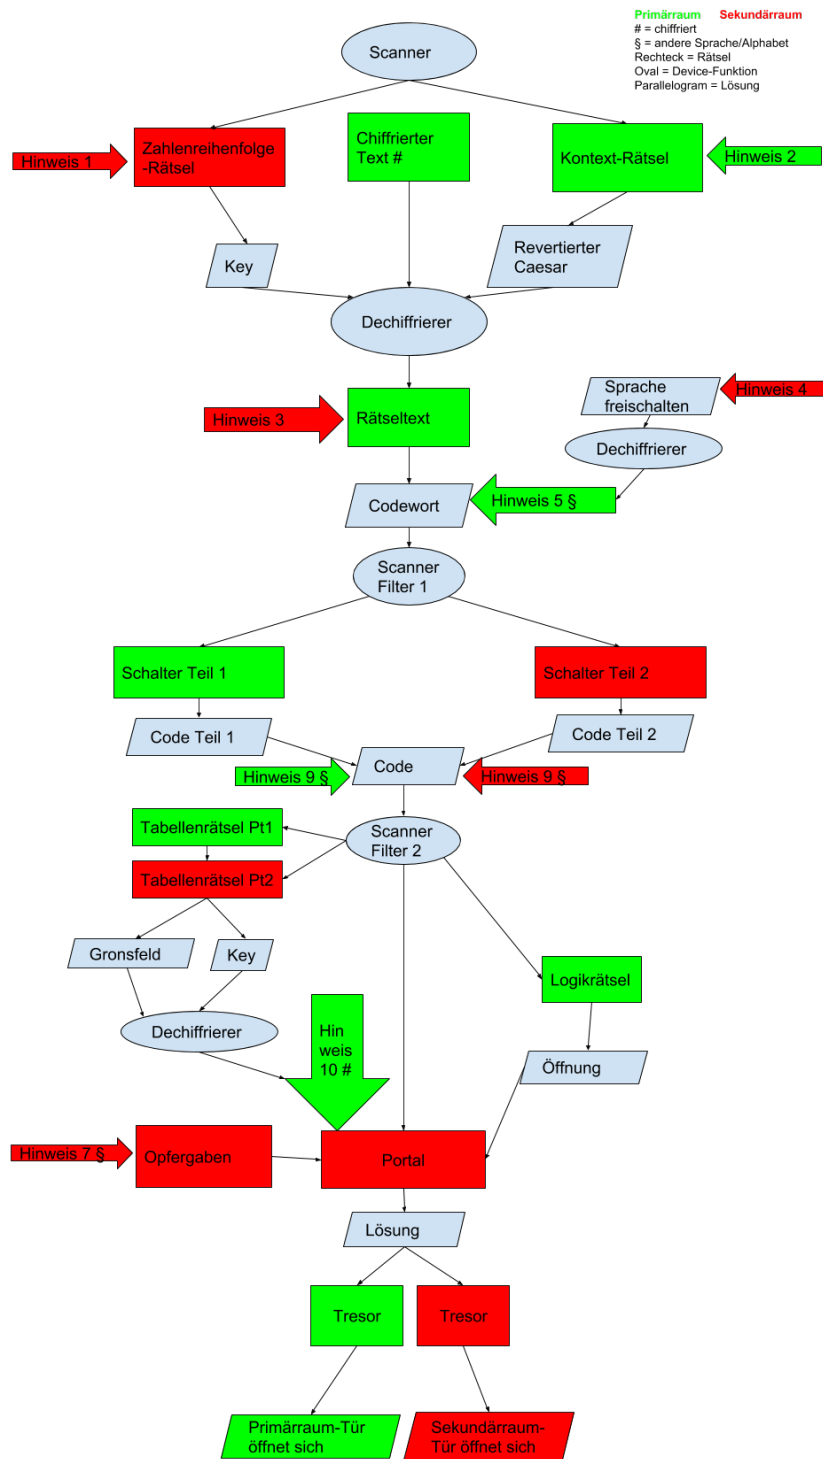 Primärraum Sekundärraum
# = chiffriert
§ = andere Sprache/Alphabet
Rechteck = Rätsel
Oval = Device-Funktion
Parallelogram = Lösung
Scanner
Zahlenreihenfolge
-Rätsel
Chiffrierter
Text #
Kontext-Rätsel
Hinweis 1
Hinweis 2
Key
Revertierter
Caesar
Dechiffrierer
Sprache
freischalten
Hinweis 4
Hinweis 3
Rätseltext
Dechiffrierer
Codewort
Hinweis 5 §
Scanner
Filter 1
Schalter Teil 1
Schalter Teil 2
Code Teil 1
Code Teil 2
Code
Hinweis 9 §
Hinweis 9 §
Tabellenrätsel Pt1
Scanner
Filter 2
Tabellenrätsel Pt2
Gronsfeld
Key
Logikrätsel
Dechiffrierer
Hin
weis
10 #
Öffnung
Hinweis 7 §
Opfergaben
Portal
Lösung
Tresor
Tresor
Primärraum-Tür
öffnet sich
Sekundärraum-
Tür öffnet sich